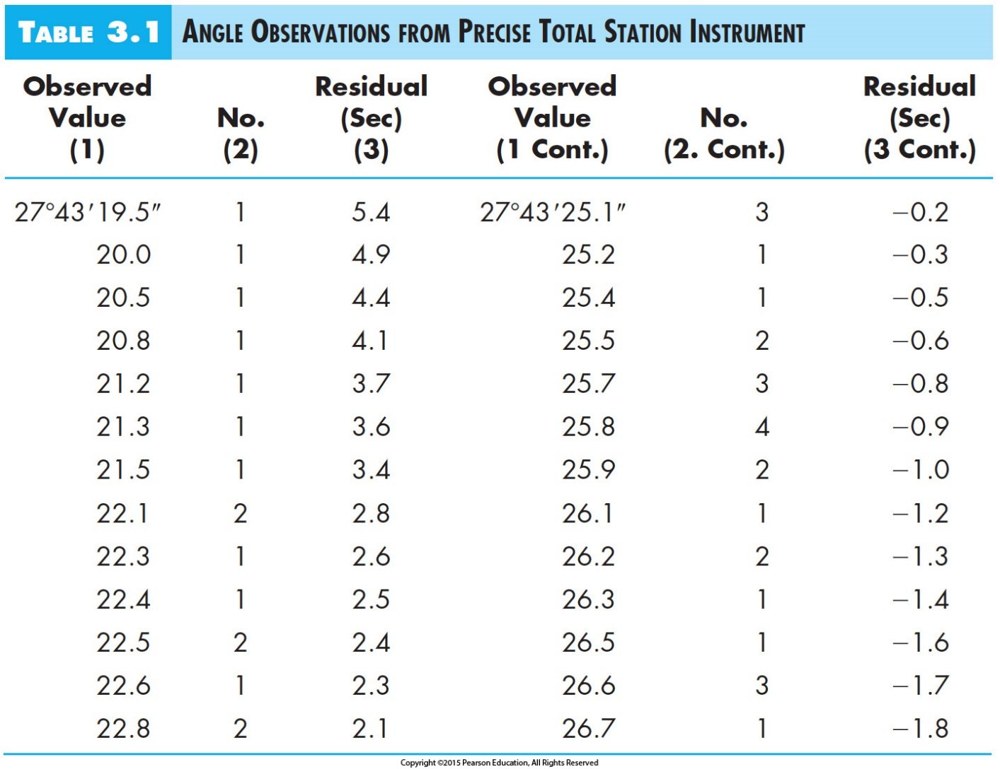 TABLE 3.1 ANGLE OBSERVATIONS FROM PRECISE TOTAL STATION INSTRUMENT
Observed Residual Observed Residual
Value No. (Sec) Value No. (Sec)
(1) (2) (3) (1 Cont.) (2. Cont.) (3 Cont.)
27°43′19.5″ 1 5.4 27°43′25.1″ 3 −0.2
20.0 1 4.9 25.2 1 −0.3
20.5 1 4.4 25.4 1 −0.5
20.8 1 4.1 25.5 2 −0.6
21.2 1 3.7 25.7 3 −0.8
21.3 1 3.6 25.8 4 −0.9
21.5 1 3.4 25.9 2 −1.0
22.1 2 2.8 26.1 1 −1.2
22.3 1 2.6 26.2 2 −1.3
22.4 1 2.5 26.3 1 −1.4
22.5 2 2.4 26.5 1 −1.6
22.6 1 2.3 26.6 3 −1.7
22.8 2 2.1 26.7 1 −1.8
Copyright ©2015 Pearson Education, All Rights Reserved